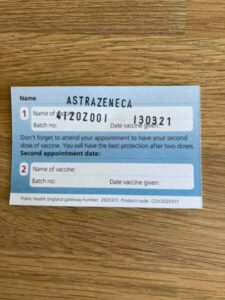 Name
ASTRAZENECA
1 Name of
4120Z001 130321
Batch no: Date vaccine given:
Don't forget to attend your appointment to have your second
dose of vaccine. You will have the best protection after two doses.
Second appointment date:
2 Name of vaccine:
Batch no: Date vaccine given:
Public Health England gateway number: 2020311. Product code: COV2020311